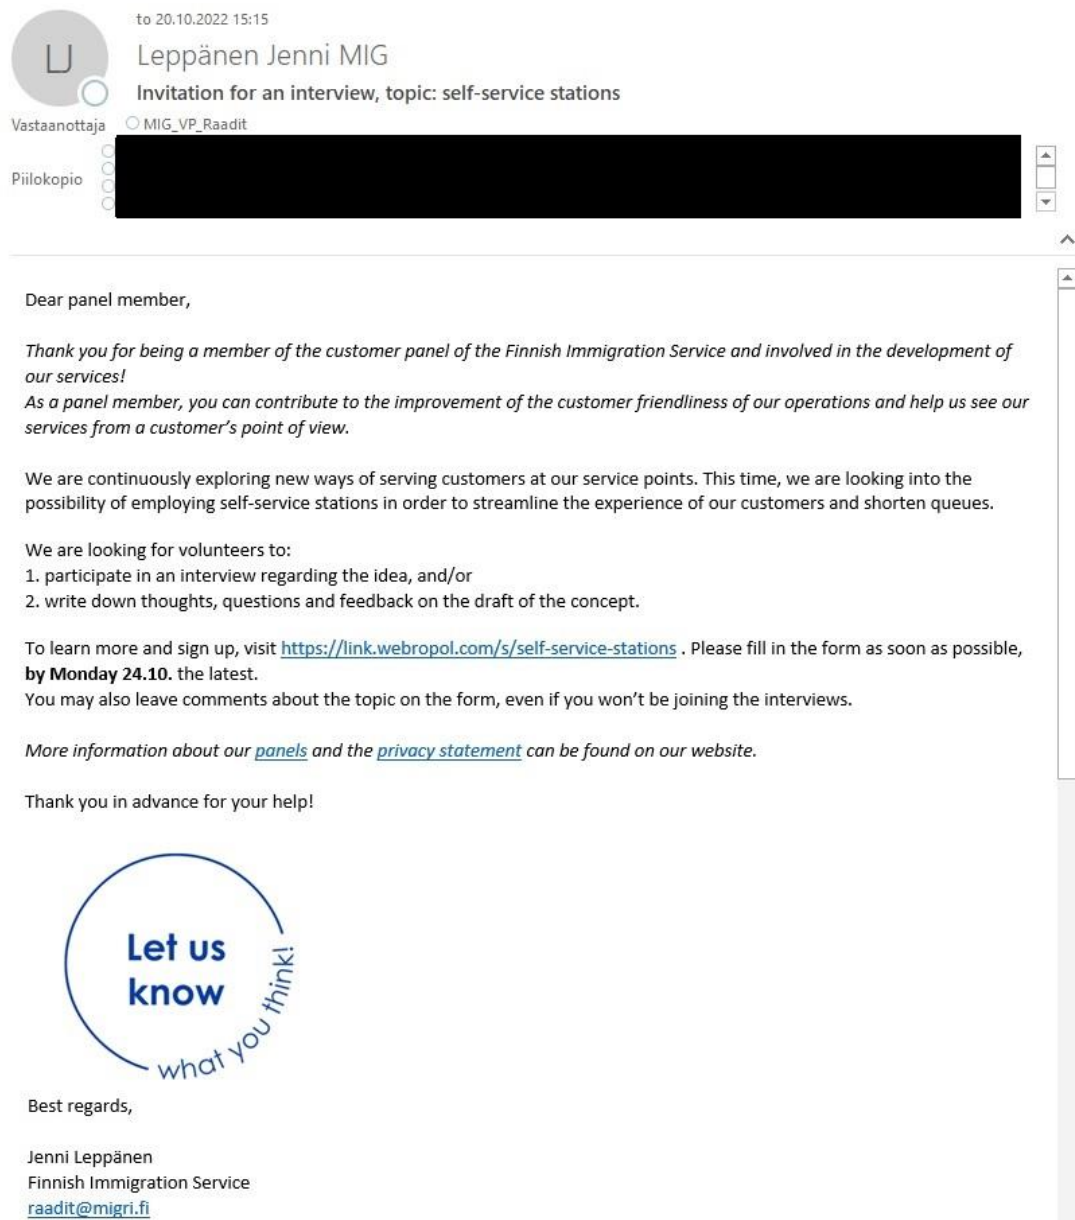 to 20.10.2022 15:15
LJ
Leppänen Jenni MIG
Invitation for an interview, topic: self-service stations
Vastaanottaja MIG_VP_Raadit
Piilokopio
Dear panel member,
Thank you for being a member of the customer panel of the Finnish Immigration Service and involved in the development of
our services!
As a panel member, you can contribute to the improvement of the customer friendliness of our operations and help us see our
services from a customer's point of view.
We are continuously exploring new ways of serving customers at our service points. This time, we are looking into the
possibility of employing self-service stations in order to streamline the experience of our customers and shorten queues.
We are looking for volunteers to:
1. participate in an interview regarding the idea, and/or
2. write down thoughts, questions and feedback on the draft of the concept.
To learn more and sign up, visit https://link.webropol.com/s/self-service-stations . Please fill in the form as soon as possible,
by Monday 24.10. the latest.
You may also leave comments about the topic on the form, even if you won't be joining the interviews.
More information about our panels and the privacy statement can be found on our website.
Thank you in advance for your help!
Let us
know
what you think!
Best regards,
Jenni Leppänen
Finnish Immigration Service
raadit@migri.fi